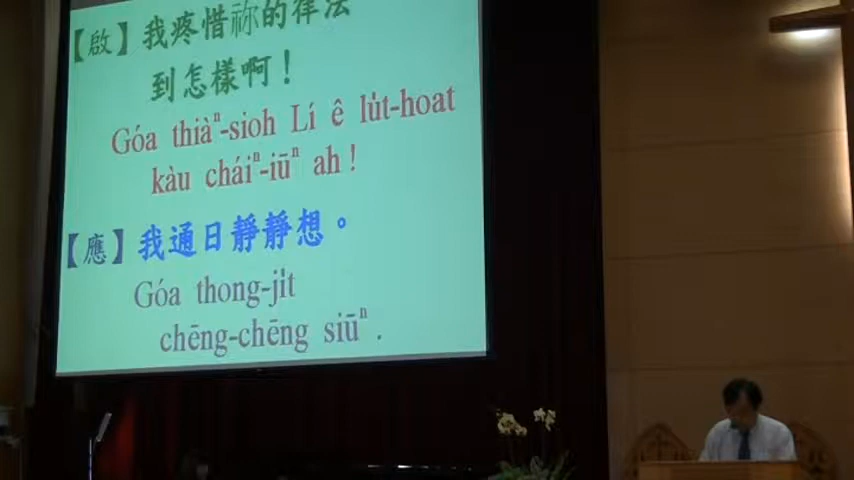 【啟】我疼惜祢的律法
到怎樣啊！
Góa thiàⁿ-sioh Lí ê lu̍t-hoat
kàu cháiⁿ-iūⁿ ah!
【應】我通日靜靜想。
Góa thong-ji̍t
chēng-chēng siūⁿ.